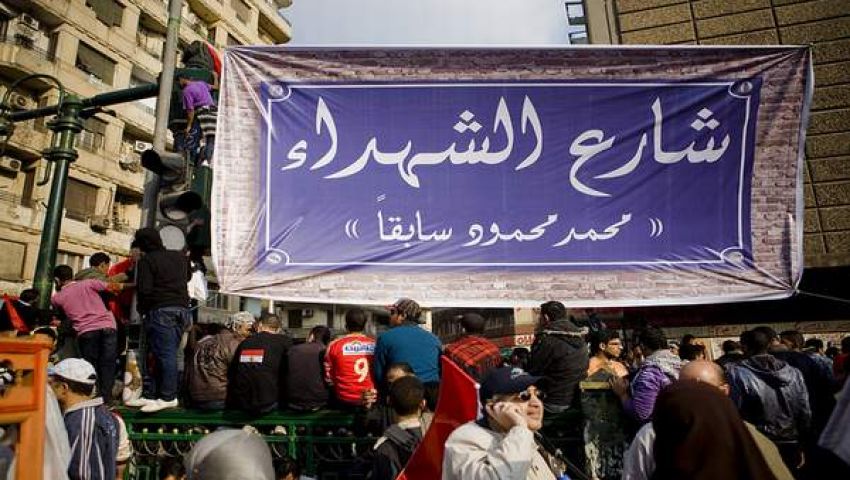 شارع الشهداء
« محمد محمود سابقاً »
9